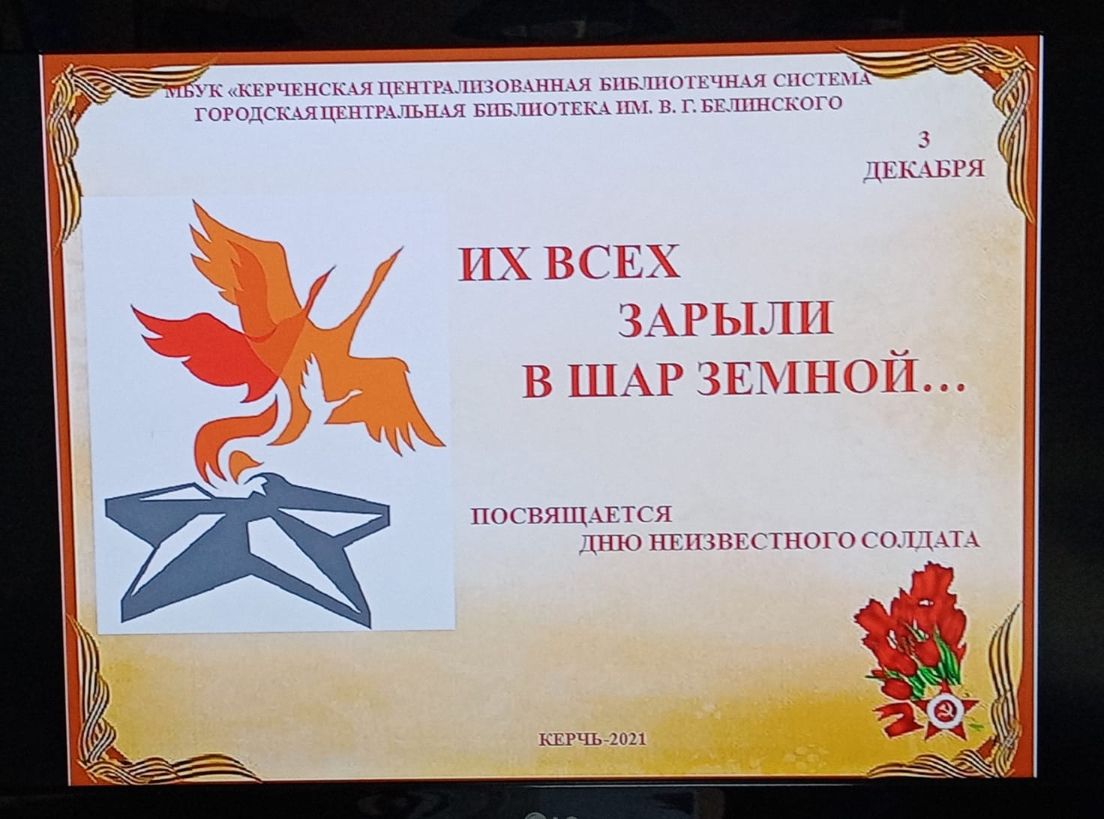 МБУК «КЕРЧЕНСКАЯ ЦЕНТРАЛИЗОВАННАЯ БИБЛИОТЕЧНАЯ СИСТЕМА
ГОРОДСКАЯ ЦЕНТРАЛЬНАЯ БИБЛИОТЕКА ИМ. В. Г. БЕЛИНСКОГО
3
ДЕКАБРЯ
ИХ ВСЕХ
ЗАРЫЛИ
В ШАР ЗЕМНОЙ…
ПОСВЯЩАЕТСЯ
ДНЮ НЕИЗВЕСТНОГО СОЛДАТА
КЕРЧЬ-2021